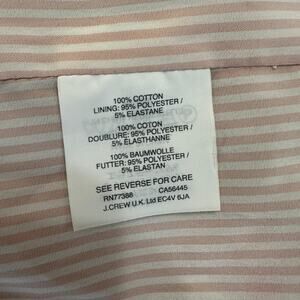 100% COTTON
LINING: 95% POLYESTER /
5% ELASTANE
100% COTON
DOUBLURE: 95% POLYESTER /
5% ÉLASTHANNE
100% BAUMWOLLE
FUTTER: 95% POLYESTER /
5% ELASTAN
SEE REVERSE FOR CARE
RN77388 CA56445
J.CREW U.K. Ltd EC4V 6JA